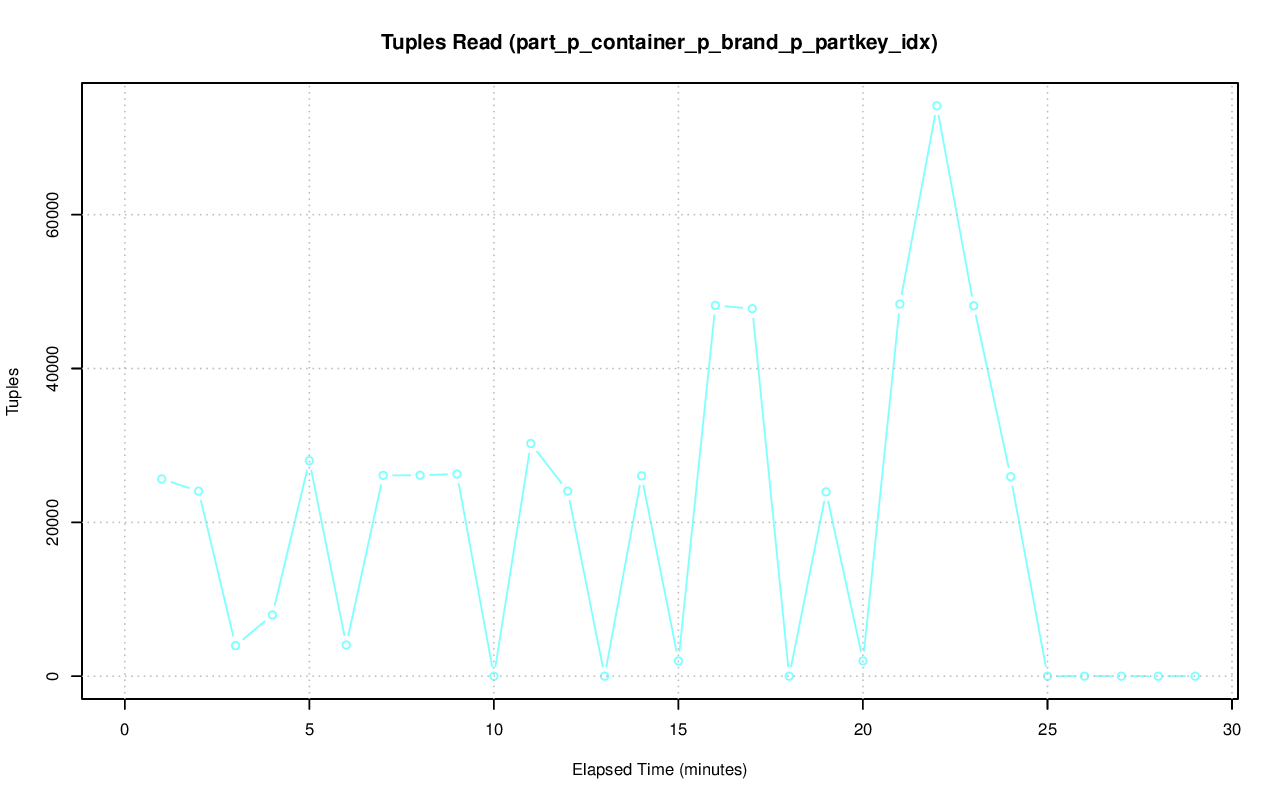 Tuples Read (part_p_container_p_brand_p_partkey_idx)
Tuples
60000
40000
20000
0
0 5 10 15 20 25 30
Elapsed Time (minutes)